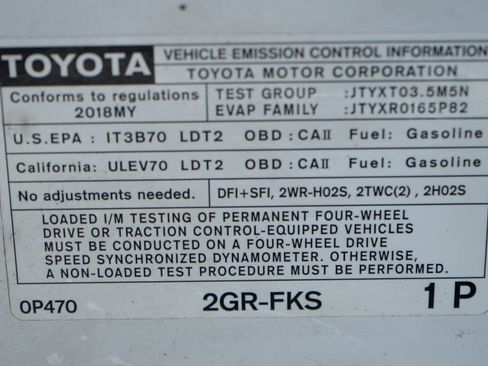 TOYOTA
VEHICLE EMISSION CONTROL INFORMATION
TOYOTA MOTOR CORPORATION
Conforms to regulations
2018MY
TEST GROUP :JTYXT03.5M5N
EVAP FAMILY :JTYXR0165P82
U.S.EPA : IT3B70 LDT2 OBD : CAII Fuel: Gasoline
California: ULEV70 LDT2 OBD : CAII Fuel: Gasoline
No adjustments needed. DFI+SFI, 2WR-HO2S, 2TWC(2) , 2HO2S
LOADED I/M TESTING OF PERMANENT FOUR-WHEEL
DRIVE OR TRACTION CONTROL-EQUIPPED VEHICLES
MUST BE CONDUCTED ON A FOUR-WHEEL DRIVE
SPEED SYNCHRONIZED DYNAMOMETER. OTHERWISE,
A NON-LOADED TEST PROCEDURE MUST BE PERFORMED.
0P470 2GR-FKS 1 P